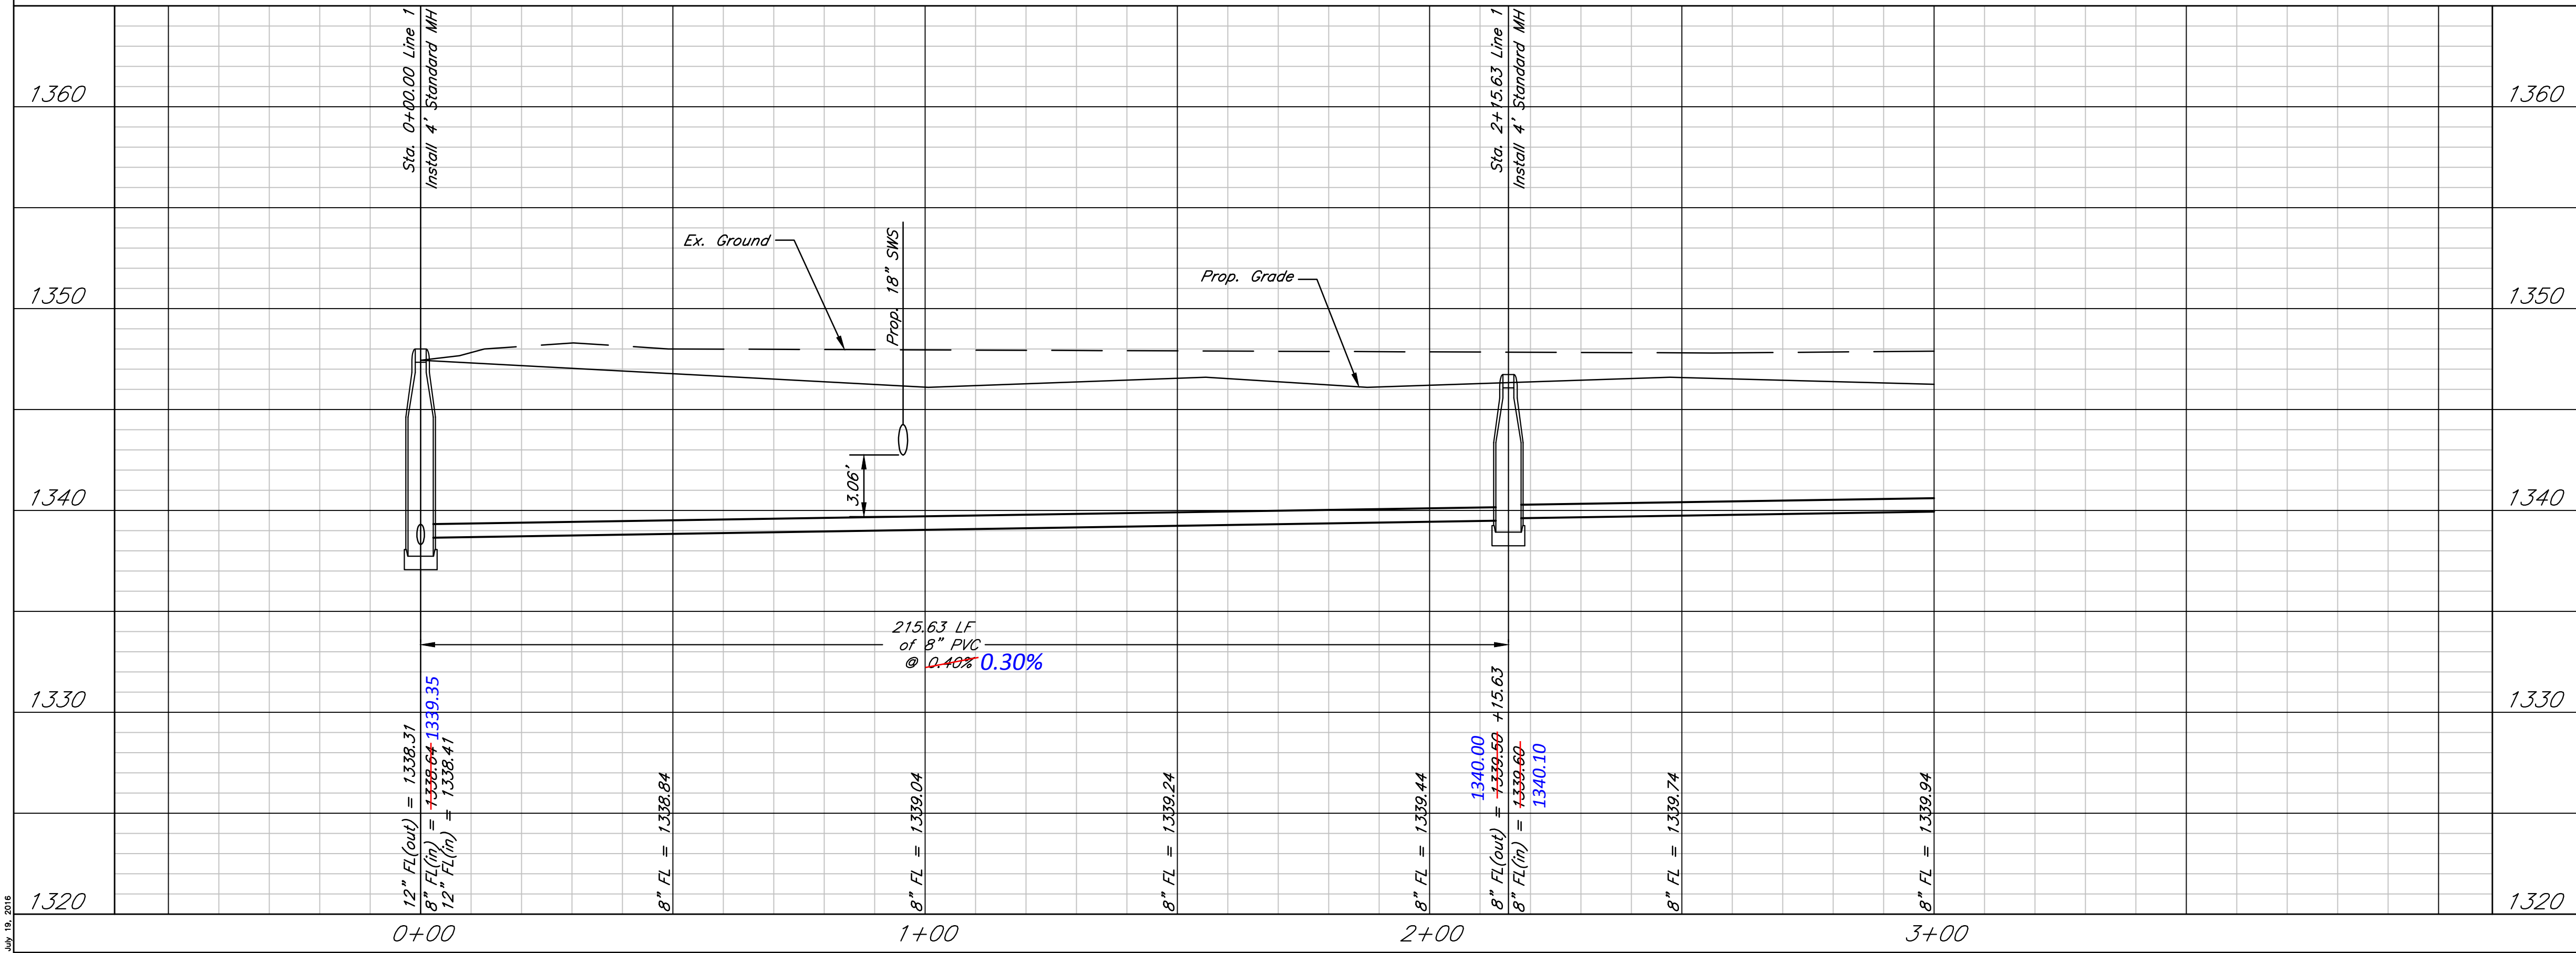 Sta. 0+00.00 Line 1
Install 4' Standard MH
Sta. 2+15.63 Line 1
Install 4' Standard MH
1360
1360
Ex. Ground
Prop. 18" SWS
Prop. Grade
1350
1350
3.06'
1340
1340
215.63 LF
of 8" PVC
@ 0.40% 0.30%
1330
1330
12" FL(out) = 1338.31
8" FL(in) = 1338.64 1339.35
12" FL(in) = 1338.41
8" FL = 1338.84
8" FL = 1339.04
8" FL = 1339.24
8" FL = 1339.44
1340.00
8" FL(out) = 1339.50 +15.63
8" FL(in) = 1339.60
1340.10
8" FL = 1339.74
8" FL = 1339.94
1320
1320
0+00
1+00
2+00
3+00
July 19, 2016